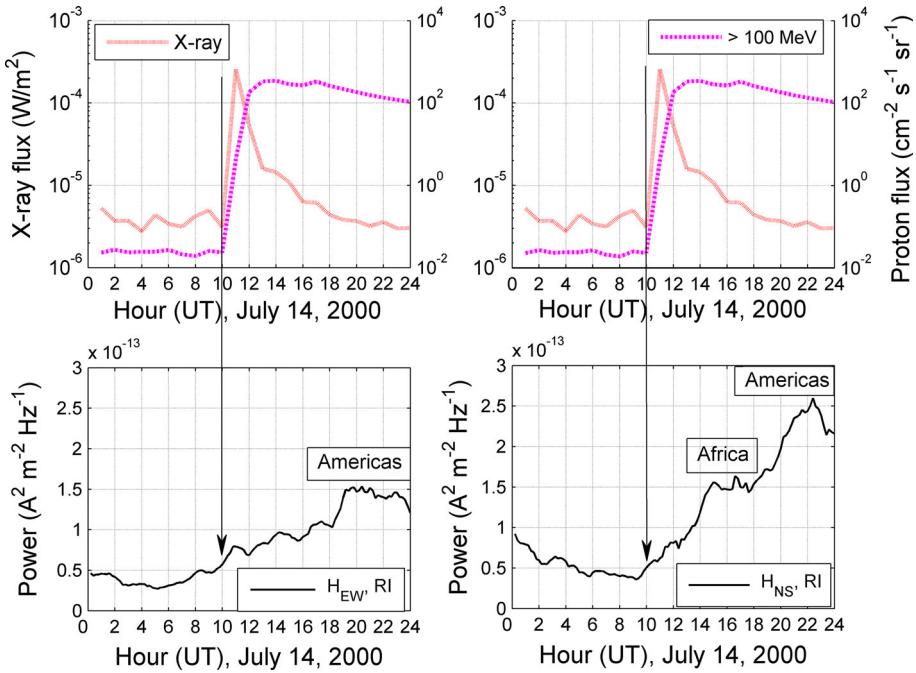 10⁻³
10⁻⁴
10⁻⁵
10⁻⁶
X-ray flux (W/m²)
X-ray
10⁴
10²
10⁰
10⁻²
0 2 4 6 8 10 12 14 16 18 20 22 24
Hour (UT), July 14, 2000
10⁻³
10⁻⁴
10⁻⁵
10⁻⁶
> 100 MeV
10⁴
10²
10⁰
10⁻²
Proton flux (cm⁻² s⁻¹ sr⁻¹)
0 2 4 6 8 10 12 14 16 18 20 22 24
Hour (UT), July 14, 2000
x 10⁻¹³
3
2.5
2
1.5
1
0.5
0
Power (A² m⁻² Hz⁻¹)
Americas
H_EW, RI
0 2 4 6 8 10 12 14 16 18 20 22 24
Hour (UT), July 14, 2000
x 10⁻¹³
3
2.5
2
1.5
1
0.5
0
Power (A² m⁻² Hz⁻¹)
Americas
Africa
H_NS, RI
0 2 4 6 8 10 12 14 16 18 20 22 24
Hour (UT), July 14, 2000